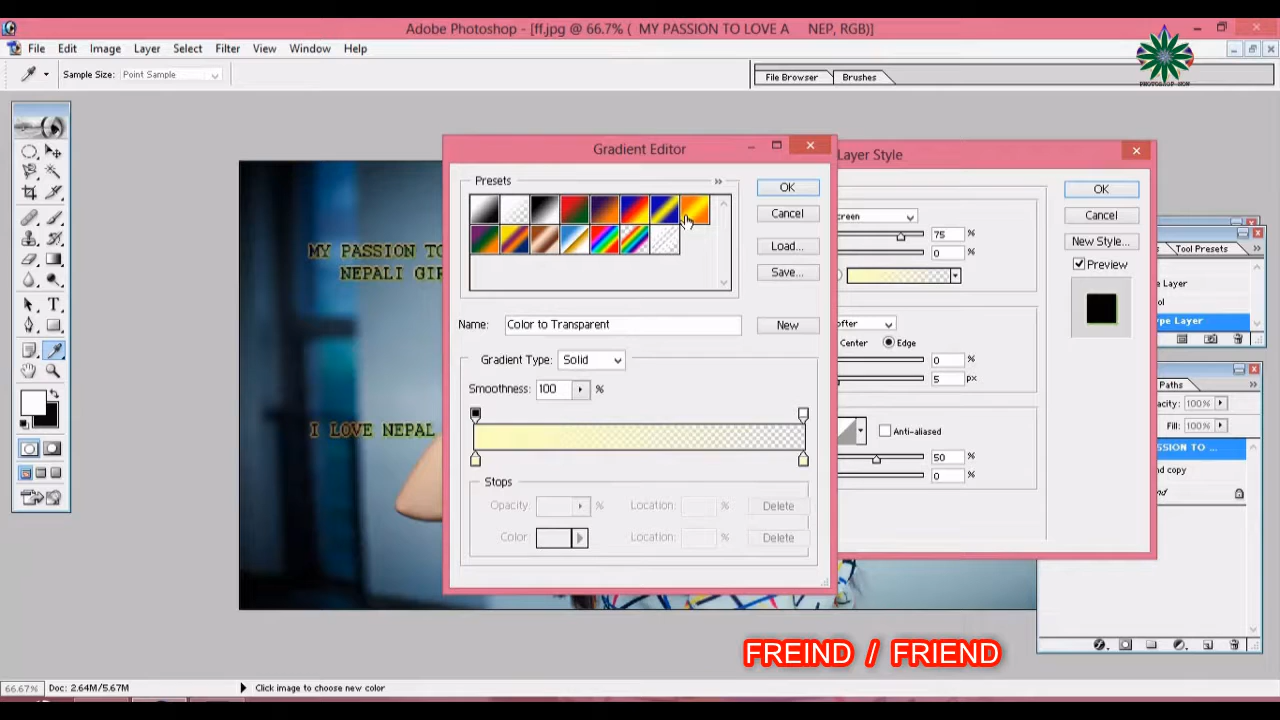 Adobe Photoshop - [ff.jpg @ 66.7% ( MY PASSION TO LOVE A NEP, RGB)]
File Edit Image Layer Select Filter View Window Help
Sample Size: Point Sample
File Browser Brushes
PHOTOSHOP NOW
Gradient Editor
Layer Style
Presets
OK
Cancel
Load...
Save...
Name: Color to Transparent
New
Gradient Type: Solid
Smoothness: 100 %
Stops
Opacity: % Location: % Delete
Color: Location: % Delete
75 %
0 %
Center Edge
0 %
5 px
Anti-aliased
50 %
0 %
OK
Cancel
New Style...
Preview
Tool Presets
Layer
Type Layer
Paths
100%
Fill: 100%
PASSION TO ...
copy
MY PASSION TO
NEPALI GIR
I LOVE NEPAL
FREIND / FRIEND
66.67% Doc: 2.64M/5.67M Click image to choose new color